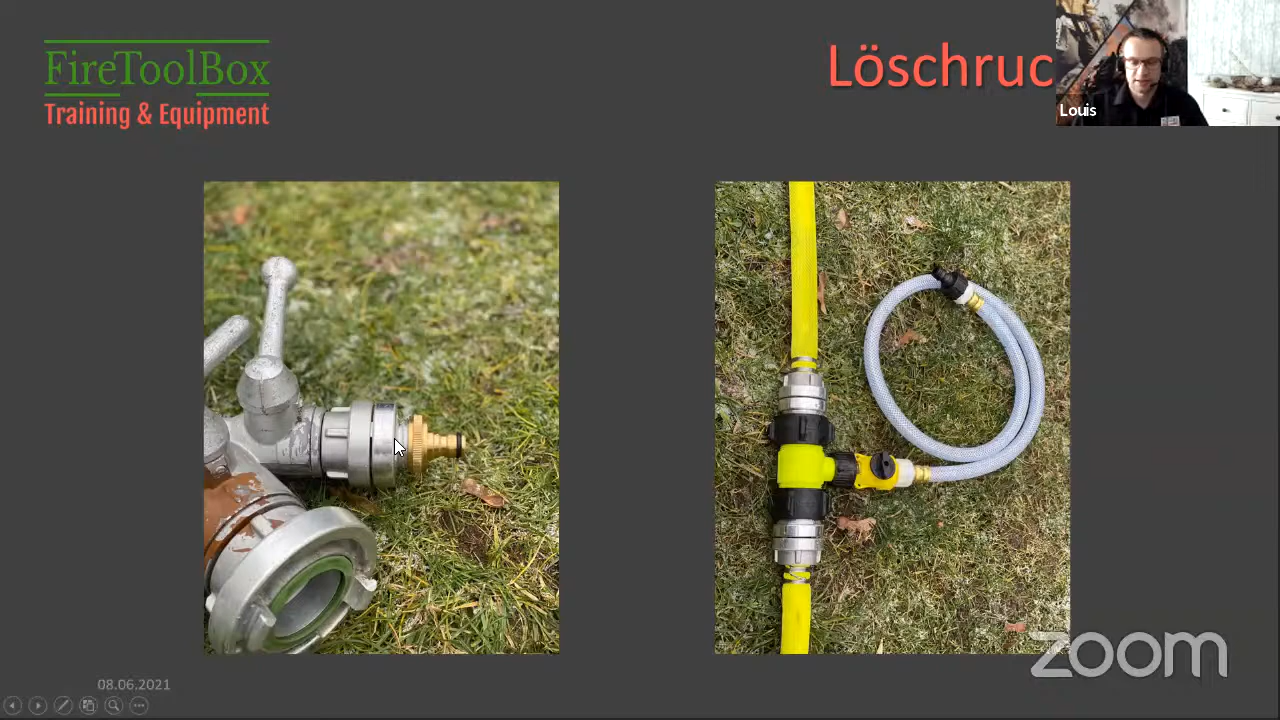 FireToolBox
Training & Equipment
Löschruc
Louis
zoom
08.06.2021